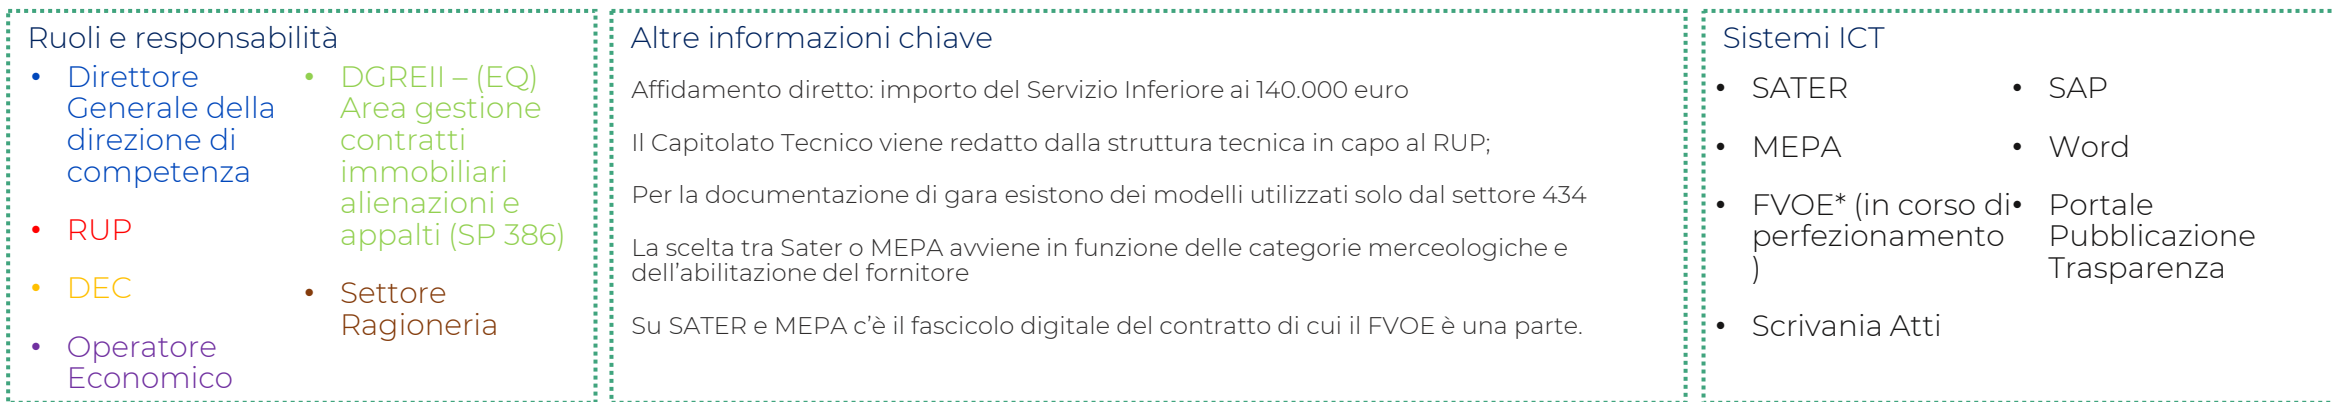 Ruoli e responsabilità
• Direttore
Generale della
direzione di
competenza
• RUP
• DEC
• Operatore
Economico
• DGREII – (EQ)
Area gestione
contratti
immobiliari
alienazioni e
appalti (SP 386)
• Settore
Ragioneria
Altre informazioni chiave
Affidamento diretto: importo del Servizio Inferiore ai 140.000 euro
Il Capitolato Tecnico viene redatto dalla struttura tecnica in capo al RUP;
Per la documentazione di gara esistono dei modelli utilizzati solo dal settore 434
La scelta tra Sater o MEPA avviene in funzione delle categorie merceologiche e
dell’abilitazione del fornitore
Su SATER e MEPA c’è il fascicolo digitale del contratto di cui il FVOE è una parte.
Sistemi ICT
• SATER
• MEPA
• FVOE* (in corso di
perfezionamento
)
• Scrivania Atti
• SAP
• Word
• Portale
Pubblicazione
Trasparenza